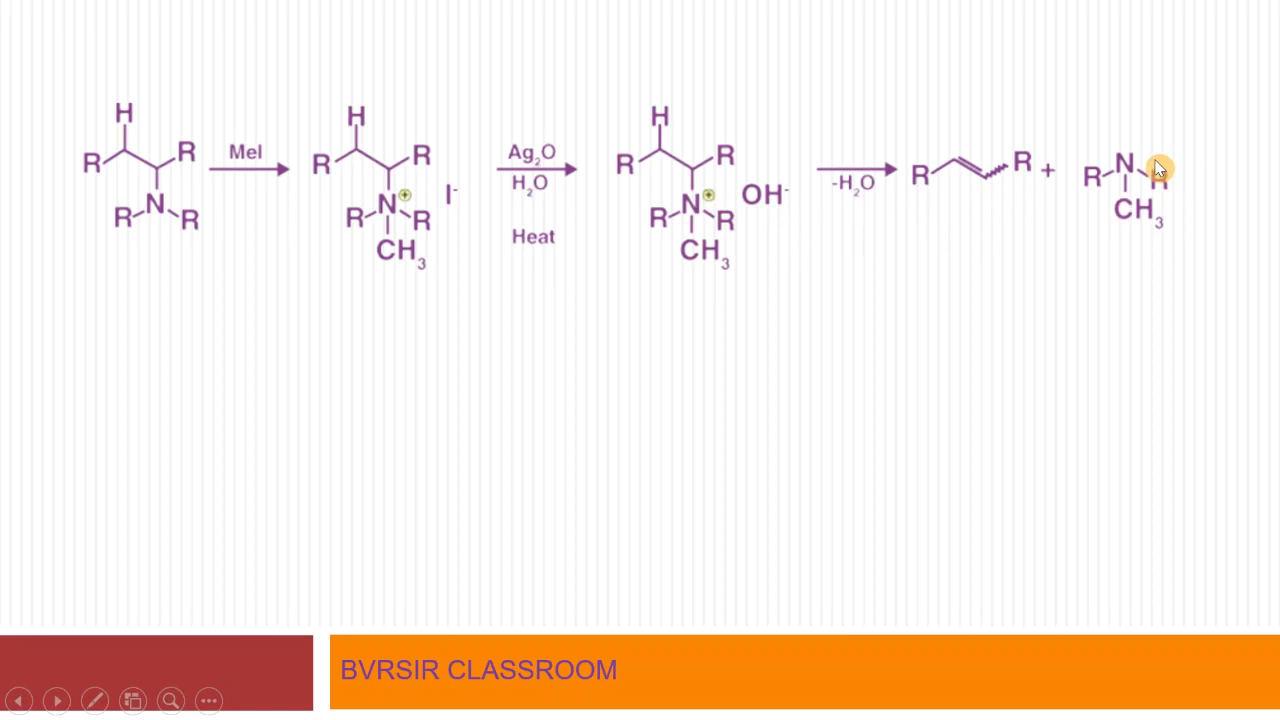 H H H
R R MeI R R Ag₂O R R R R + R N R
H₂O I⁻ -H₂O OH⁻
R N R R N⊕ R R N⊕ R CH₃
Heat
CH₃ CH₃
BVRSIR CLASSROOM